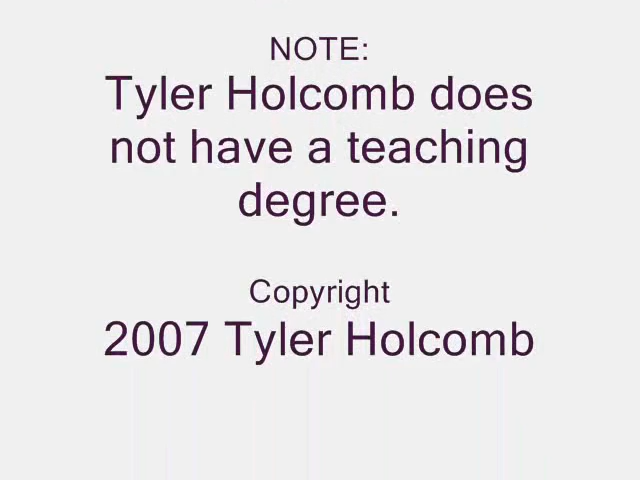 NOTE:
Tyler Holcomb does
not have a teaching
degree.
Copyright
2007 Tyler Holcomb